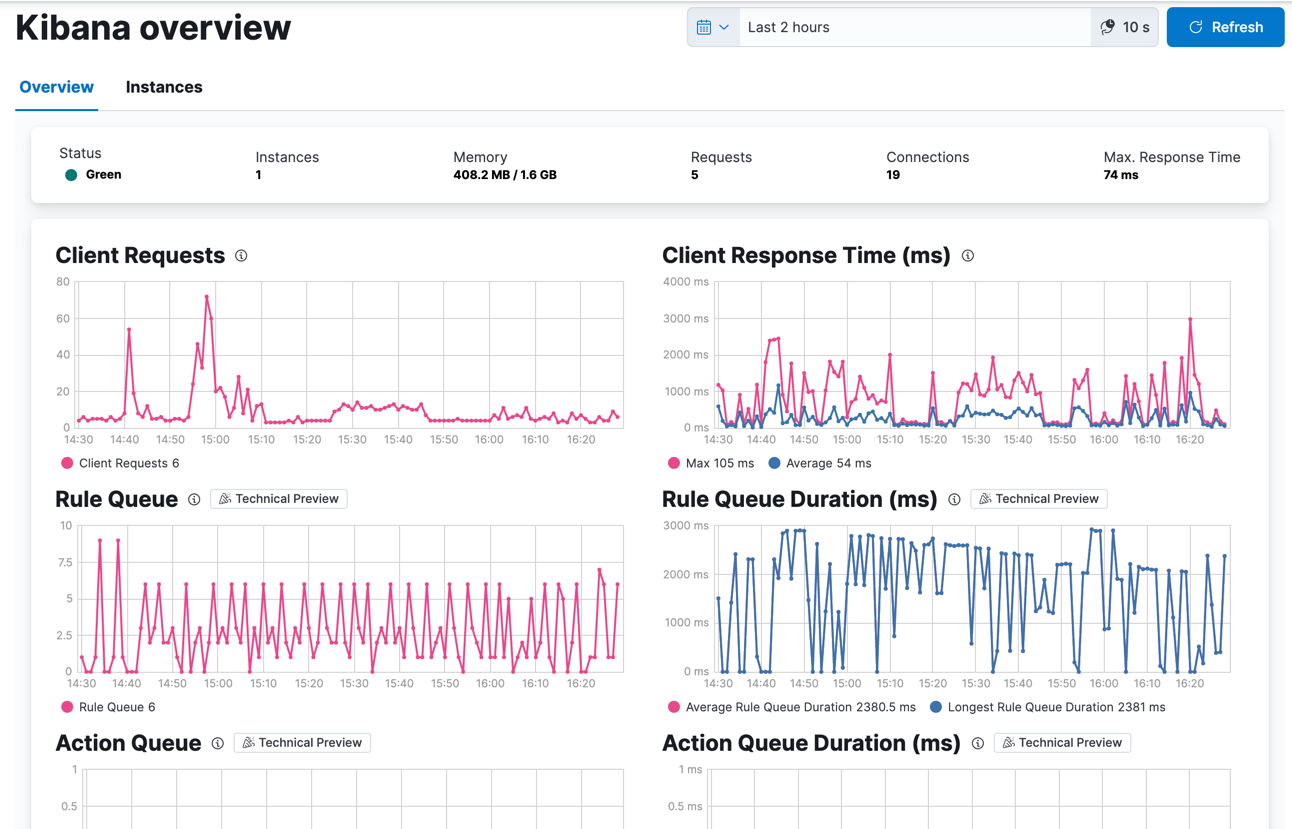 Kibana overview
Last 2 hours
10 s
Refresh
Overview
Instances
Status
Green
Instances
1
Memory
408.2 MB / 1.6 GB
Requests
5
Connections
19
Max. Response Time
74 ms
Client Requests
80
60
40
20
0
14:30 14:40 14:50 15:00 15:10 15:20 15:30 15:40 15:50 16:00 16:10 16:20
Client Requests 6
Client Response Time (ms)
4000 ms
3000 ms
2000 ms
1000 ms
0 ms
14:30 14:40 14:50 15:00 15:10 15:20 15:30 15:40 15:50 16:00 16:10 16:20
Max 105 ms Average 54 ms
Rule Queue Technical Preview
10
7.5
5
2.5
0
14:30 14:40 14:50 15:00 15:10 15:20 15:30 15:40 15:50 16:00 16:10 16:20
Rule Queue 6
Rule Queue Duration (ms) Technical Preview
3000 ms
2000 ms
1000 ms
0 ms
14:30 14:40 14:50 15:00 15:10 15:20 15:30 15:40 15:50 16:00 16:10 16:20
Average Rule Queue Duration 2380.5 ms Longest Rule Queue Duration 2381 ms
Action Queue Technical Preview
1
0.5
Action Queue Duration (ms) Technical Preview
1 ms
0.5 ms